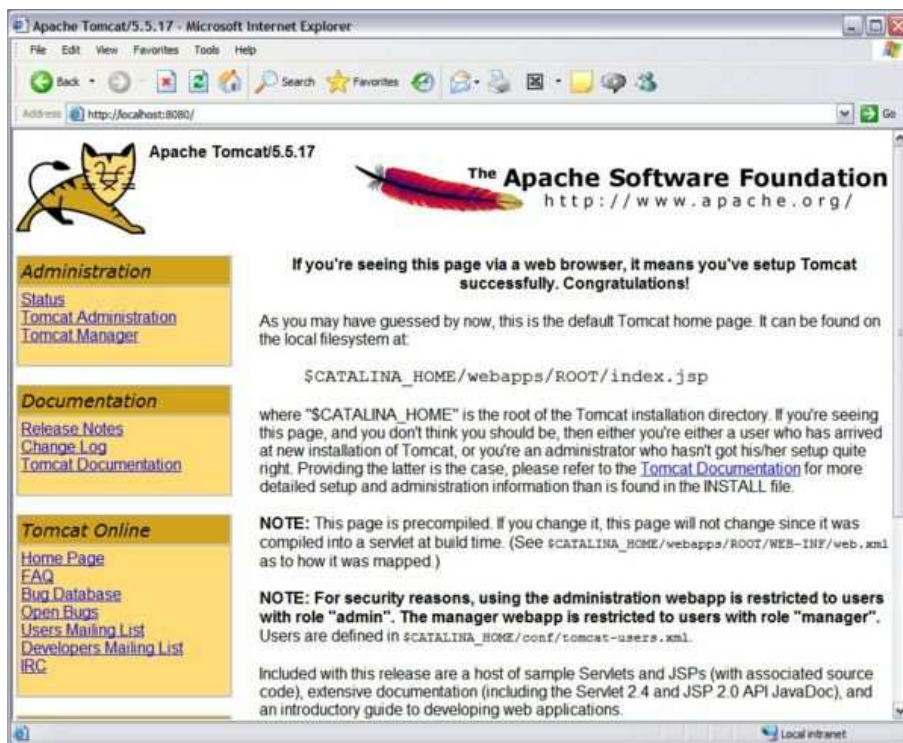 Apache Tomcat/5.5.17 - Microsoft Internet Explorer
File Edit View Favorites Tools Help
Back Search Favorites
Address http://localhost:8080/ Go
Apache Tomcat/5.5.17
The Apache Software Foundation
http://www.apache.org/
Administration
Status
Tomcat Administration
Tomcat Manager
Documentation
Release Notes
Change Log
Tomcat Documentation
Tomcat Online
Home Page
FAQ
Bug Database
Open Bugs
Users Mailing List
Developers Mailing List
IRC
If you're seeing this page via a web browser, it means you've setup Tomcat
successfully. Congratulations!
As you may have guessed by now, this is the default Tomcat home page. It can be found on
the local filesystem at:
$CATALINA_HOME/webapps/ROOT/index.jsp
where "$CATALINA_HOME" is the root of the Tomcat installation directory. If you're seeing
this page, and you don't think you should be, then either you're either a user who has arrived
at new installation of Tomcat, or you're an administrator who hasn't got his/her setup quite
right. Providing the latter is the case, please refer to the Tomcat Documentation for more
detailed setup and administration information than is found in the INSTALL file.
NOTE: This page is precompiled. If you change it, this page will not change since it was
compiled into a servlet at build time. (See $CATALINA_HOME/webapps/ROOT/WEB-INF/web.xml
as to how it was mapped.)
NOTE: For security reasons, using the administration webapp is restricted to users
with role "admin". The manager webapp is restricted to users with role "manager".
Users are defined in $CATALINA_HOME/conf/tomcat-users.xml.
Included with this release are a host of sample Servlets and JSPs (with associated source
code), extensive documentation (including the Servlet 2.4 and JSP 2.0 API JavaDoc), and
an introductory guide to developing web applications.
Local intranet